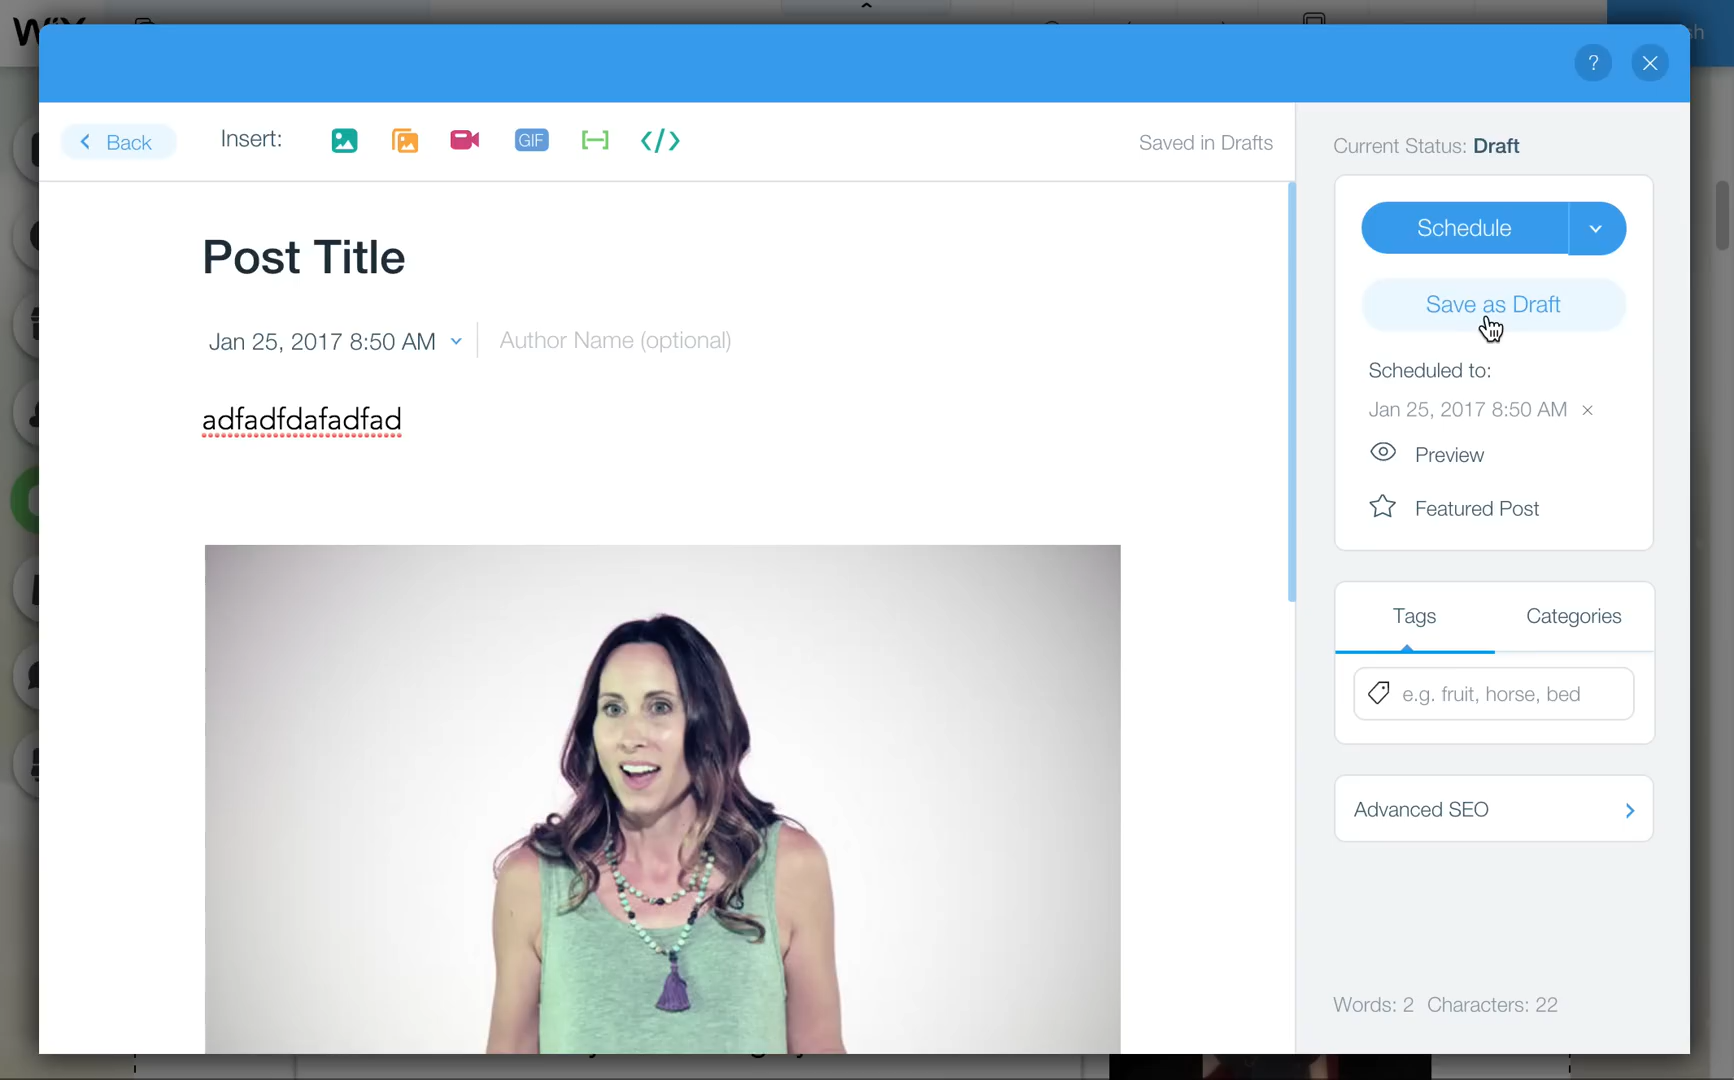 Back
Insert:
GIF
Saved in Drafts
Post Title
Jan 25, 2017 8:50 AM
Author Name (optional)
adfadfdafadfad
Current Status: Draft
Schedule
Save as Draft
Scheduled to:
Jan 25, 2017 8:50 AM
Preview
Featured Post
Tags
Categories
e.g. fruit, horse, bed
Advanced SEO
Words: 2 Characters: 22